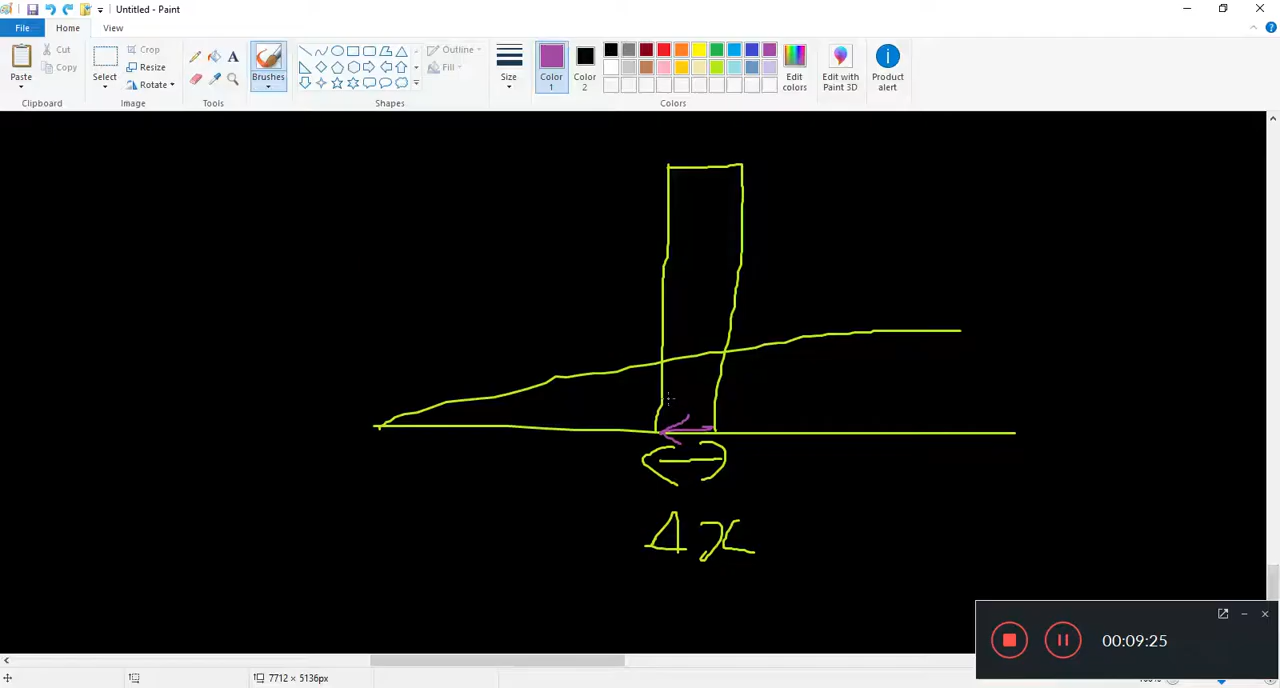 Untitled - Paint
File
Home
View
Paste
Cut
Copy
Clipboard
Select
Crop
Resize
Rotate
Image
Tools
Brushes
Shapes
Outline
Fill
Size
Color 1
Color 2
Edit colors
Colors
Edit with Paint 3D
Product alert
Δx
00:09:25
7712 × 5136px